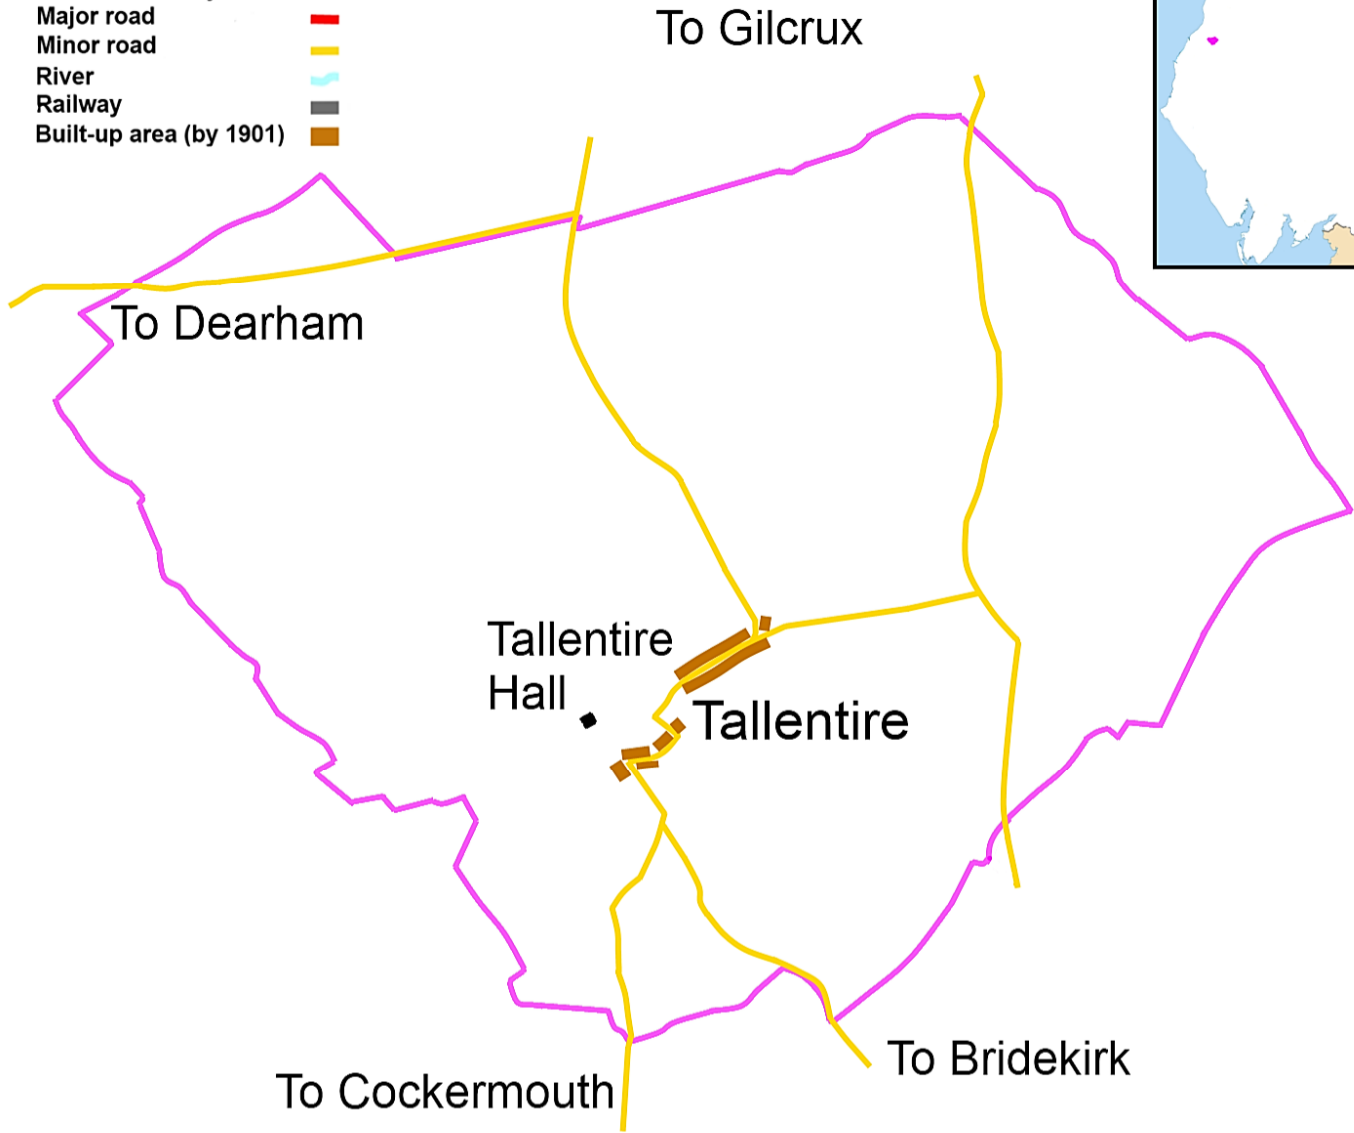 Major road
Minor road
River
Railway
Built-up area (by 1901)
To Gilcrux
To Dearham
Tallentire
Hall
Tallentire
To Bridekirk
To Cockermouth